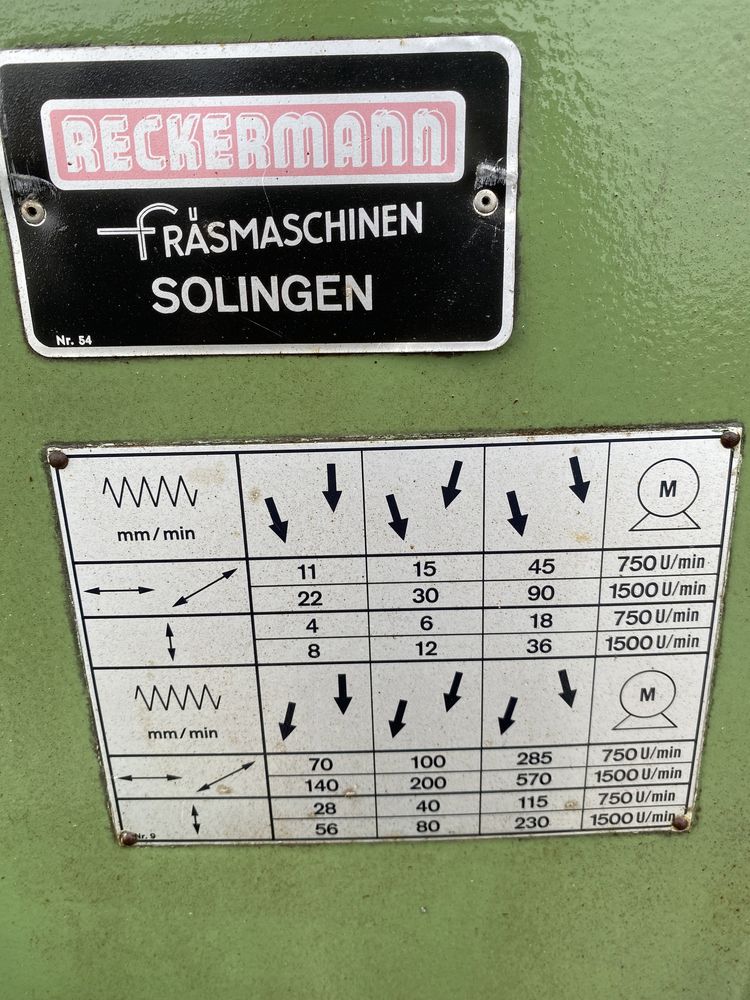 RECKERMANN
FRÄSMASCHINEN
SOLINGEN
Nr. 54
mm/min
M
11 15 45 750 U/min
22 30 90 1500 U/min
4 6 18 750 U/min
8 12 36 1500 U/min
mm/min
M
70 100 285 750 U/min
140 200 570 1500 U/min
28 40 115 750 U/min
56 80 230 1500 U/min
Nr. 9